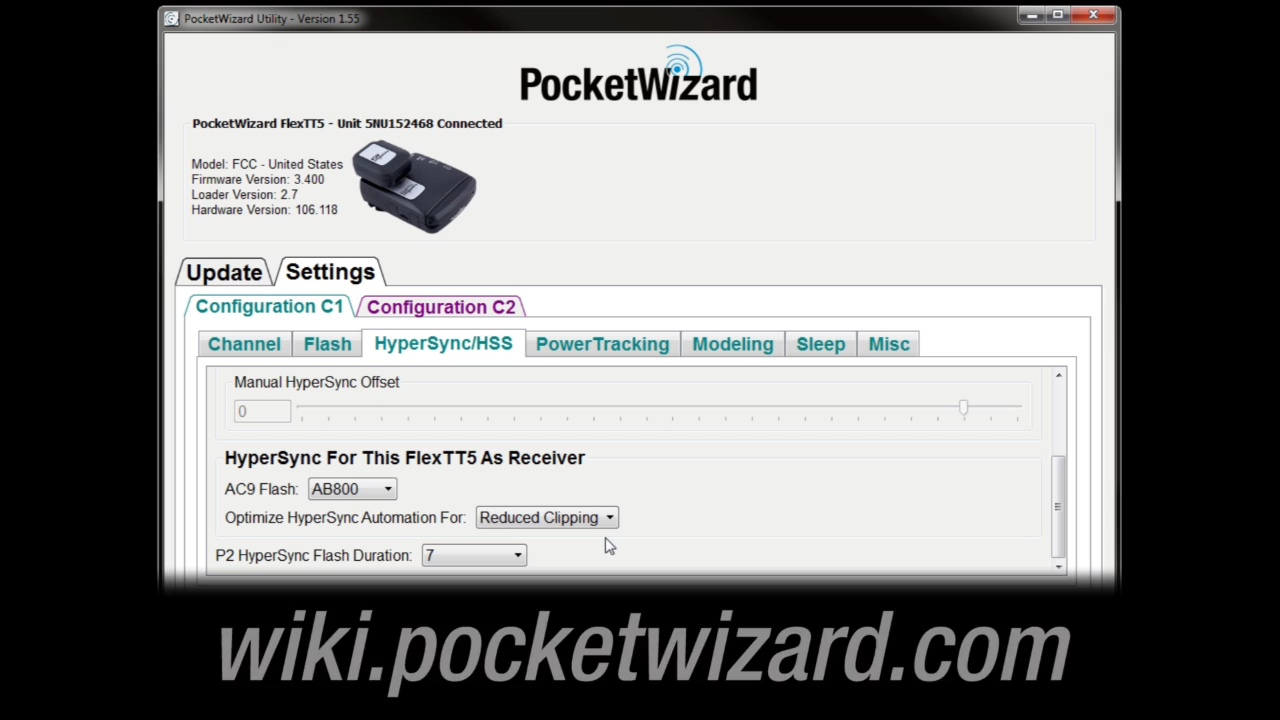 PocketWizard Utility - Version 1.55
PocketWizard
PocketWizard FlexTT5 - Unit 5NU152468 Connected
Model: FCC - United States
Firmware Version: 3.400
Loader Version: 2.7
Hardware Version: 106.118
Update Settings
Configuration C1 Configuration C2
Channel Flash HyperSync/HSS PowerTracking Modeling Sleep Misc
Manual HyperSync Offset
0
HyperSync For This FlexTT5 As Receiver
AC9 Flash: AB800
Optimize HyperSync Automation For: Reduced Clipping
P2 HyperSync Flash Duration: 7
wiki.pocketwizard.com